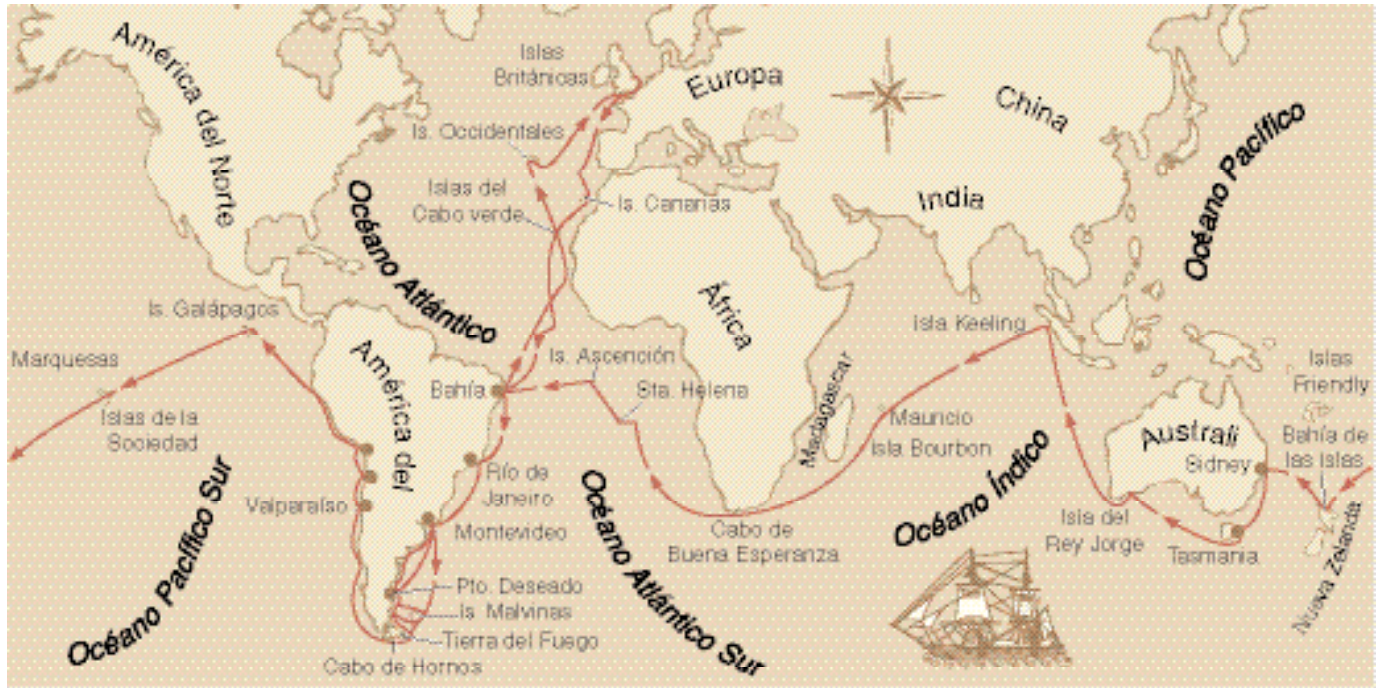 América del Norte
Islas
Británicas
Europa
China
Océano Pacífico
Is. Occidentales
Islas del
Cabo verde
Is. Canarias
India
Océano Atlántico
África
Is. Galápagos
Isla Keeling
Marquesas
América del
Bahía
Is. Ascención
Sta. Helena
Madagascar
Mauricio
Isla Bourbon
Islas
Friendly
Islas de la
Sociedad
Australi
Sidney
Bahía de
las islas
Río de
Janeiro
Valparaíso
Montevideo
Océano Pacífico Sur
Océano Atlántico Sur
Océano Índico
Cabo de
Buena Esperanza
Isla del
Rey Jorge
Tasmania
Nueva Zelanda
Pto. Deseado
Is. Malvinas
Tierra del Fuego
Cabo de Hornos